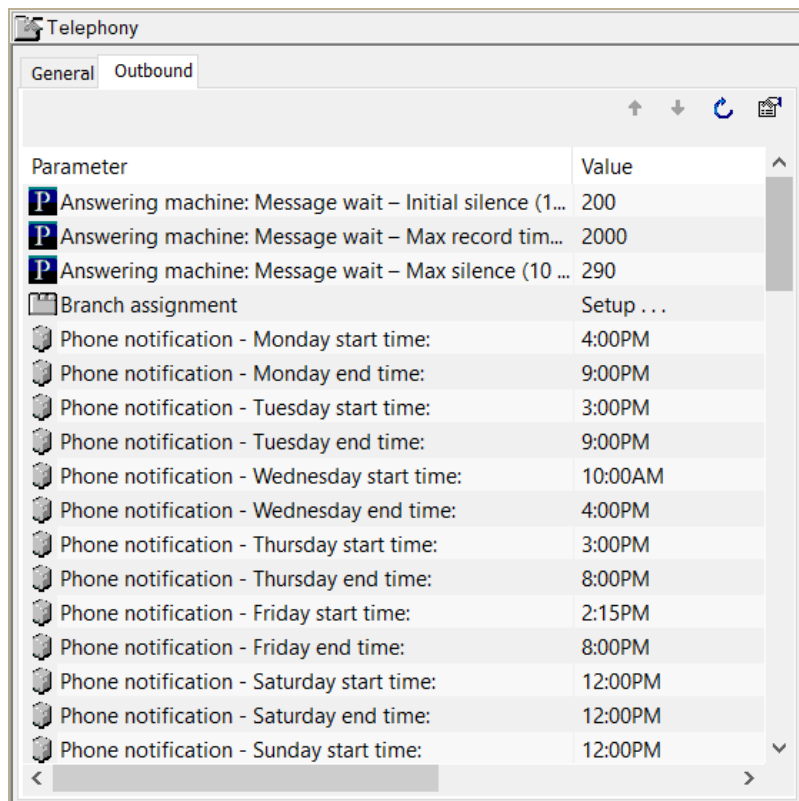 Telephony
General Outbound
Parameter Value
P Answering machine: Message wait – Initial silence (1... 200
P Answering machine: Message wait – Max record tim... 2000
P Answering machine: Message wait – Max silence (10 ... 290
Branch assignment Setup . . .
Phone notification - Monday start time: 4:00PM
Phone notification - Monday end time: 9:00PM
Phone notification - Tuesday start time: 3:00PM
Phone notification - Tuesday end time: 9:00PM
Phone notification - Wednesday start time: 10:00AM
Phone notification - Wednesday end time: 4:00PM
Phone notification - Thursday start time: 3:00PM
Phone notification - Thursday end time: 8:00PM
Phone notification - Friday start time: 2:15PM
Phone notification - Friday end time: 8:00PM
Phone notification - Saturday start time: 12:00PM
Phone notification - Saturday end time: 12:00PM
Phone notification - Sunday start time: 12:00PM